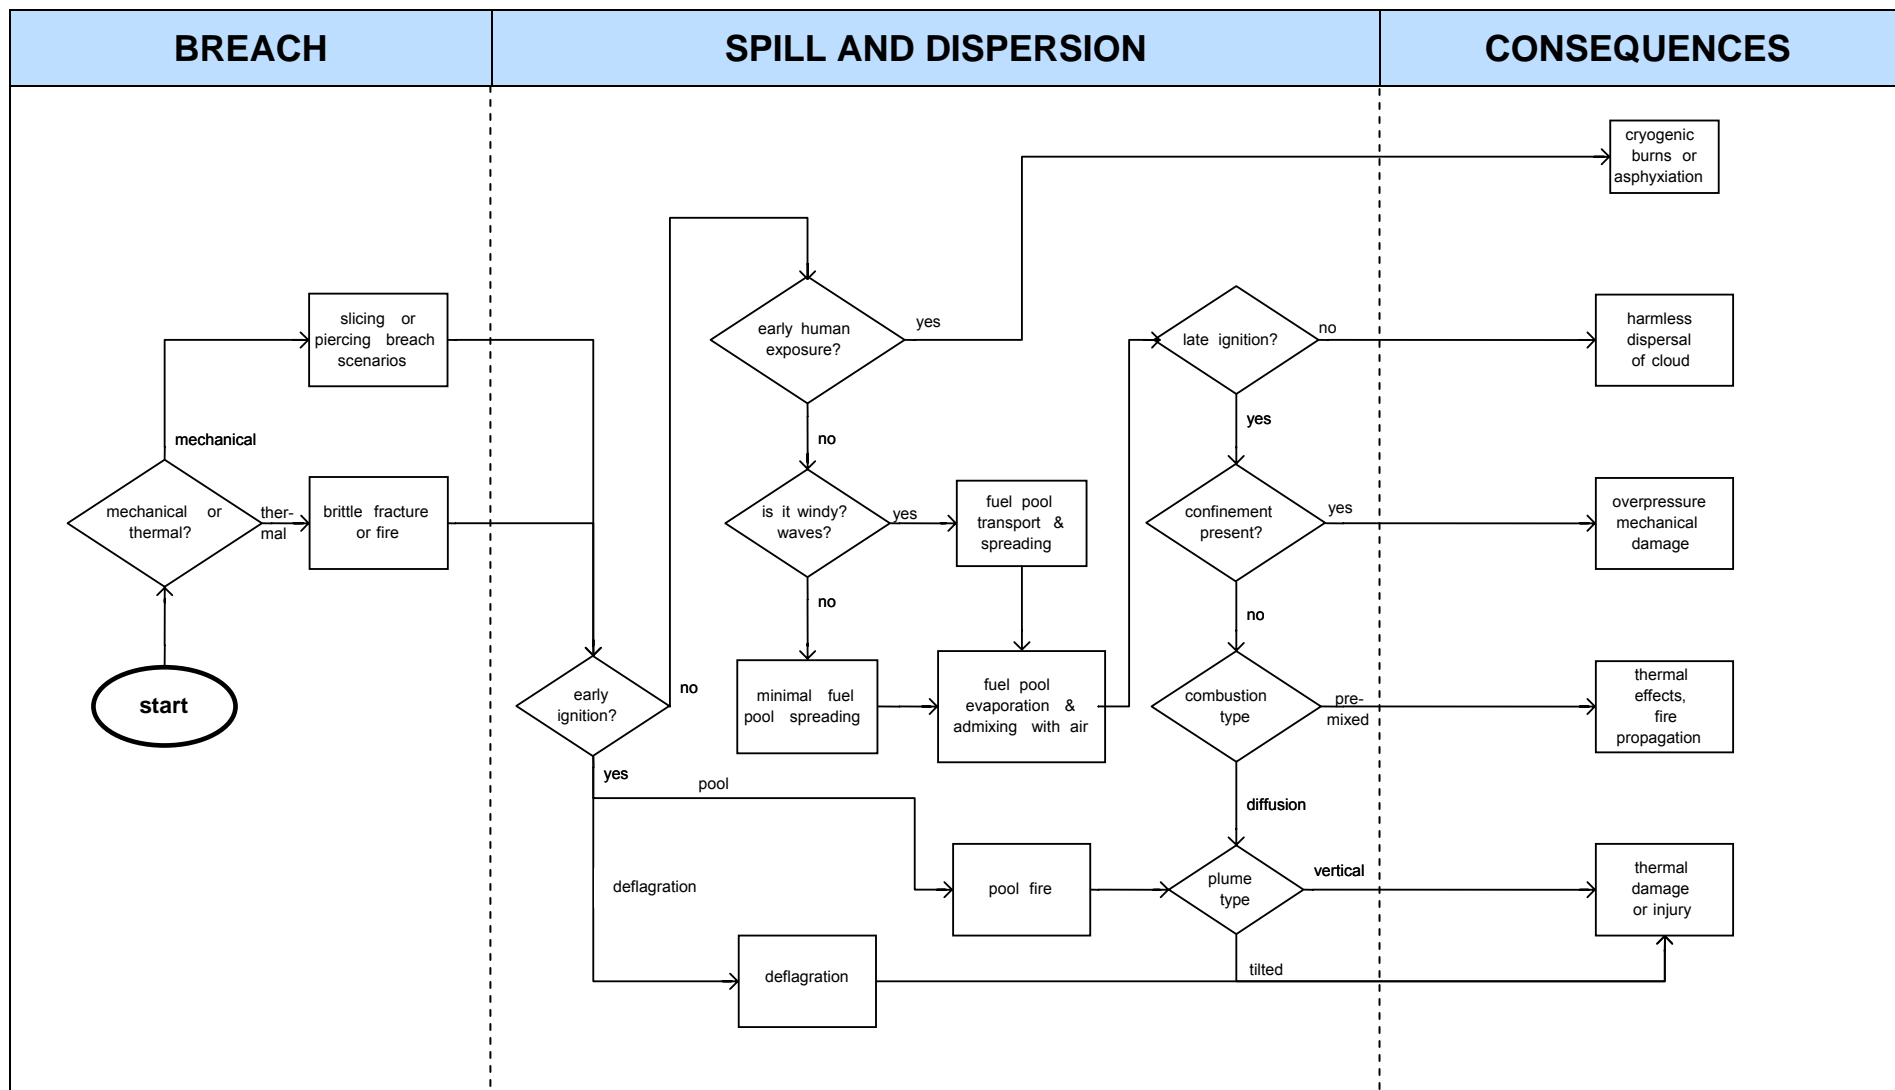 BREACH
SPILL AND DISPERSION
CONSEQUENCES
cryogenic
burns or
asphyxiation
slicing or
piercing breach
scenarios
early human
exposure?
yes
late ignition?
no
harmless
dispersal
of cloud
mechanical
no
yes
mechanical or
thermal?
ther-
mal
brittle fracture
or fire
is it windy?
waves?
yes
fuel pool
transport &
spreading
confinement
present?
yes
overpressure
mechanical
damage
no
no
start
early
ignition?
no
minimal fuel
pool spreading
fuel pool
evaporation &
admixing with air
combustion
type
pre-
mixed
thermal
effects,
fire
propagation
yes
pool
diffusion
deflagration
pool fire
plume
type
vertical
thermal
damage
or injury
deflagration
tilted